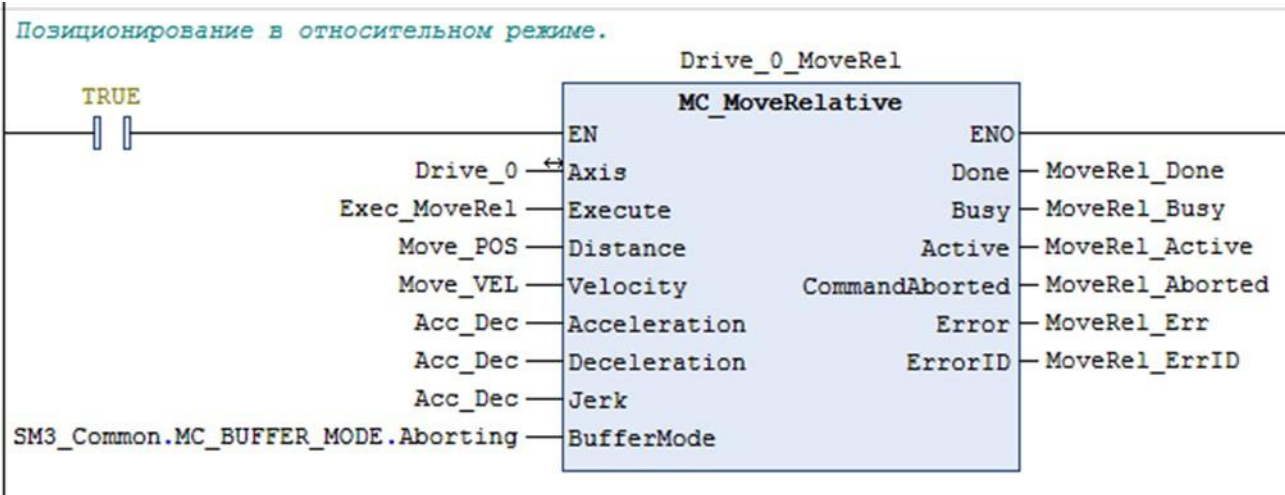 Позиционирование в относительном режиме.
Drive_0_MoveRel
TRUE
MC_MoveRelative
EN ENO
Drive_0 Axis Done MoveRel_Done
Exec_MoveRel Execute Busy MoveRel_Busy
Move_POS Distance Active MoveRel_Active
Move_VEL Velocity CommandAborted MoveRel_Aborted
Acc_Dec Acceleration Error MoveRel_Err
Acc_Dec Deceleration ErrorID MoveRel_ErrID
Acc_Dec Jerk
SM3_Common.MC_BUFFER_MODE.Aborting BufferMode